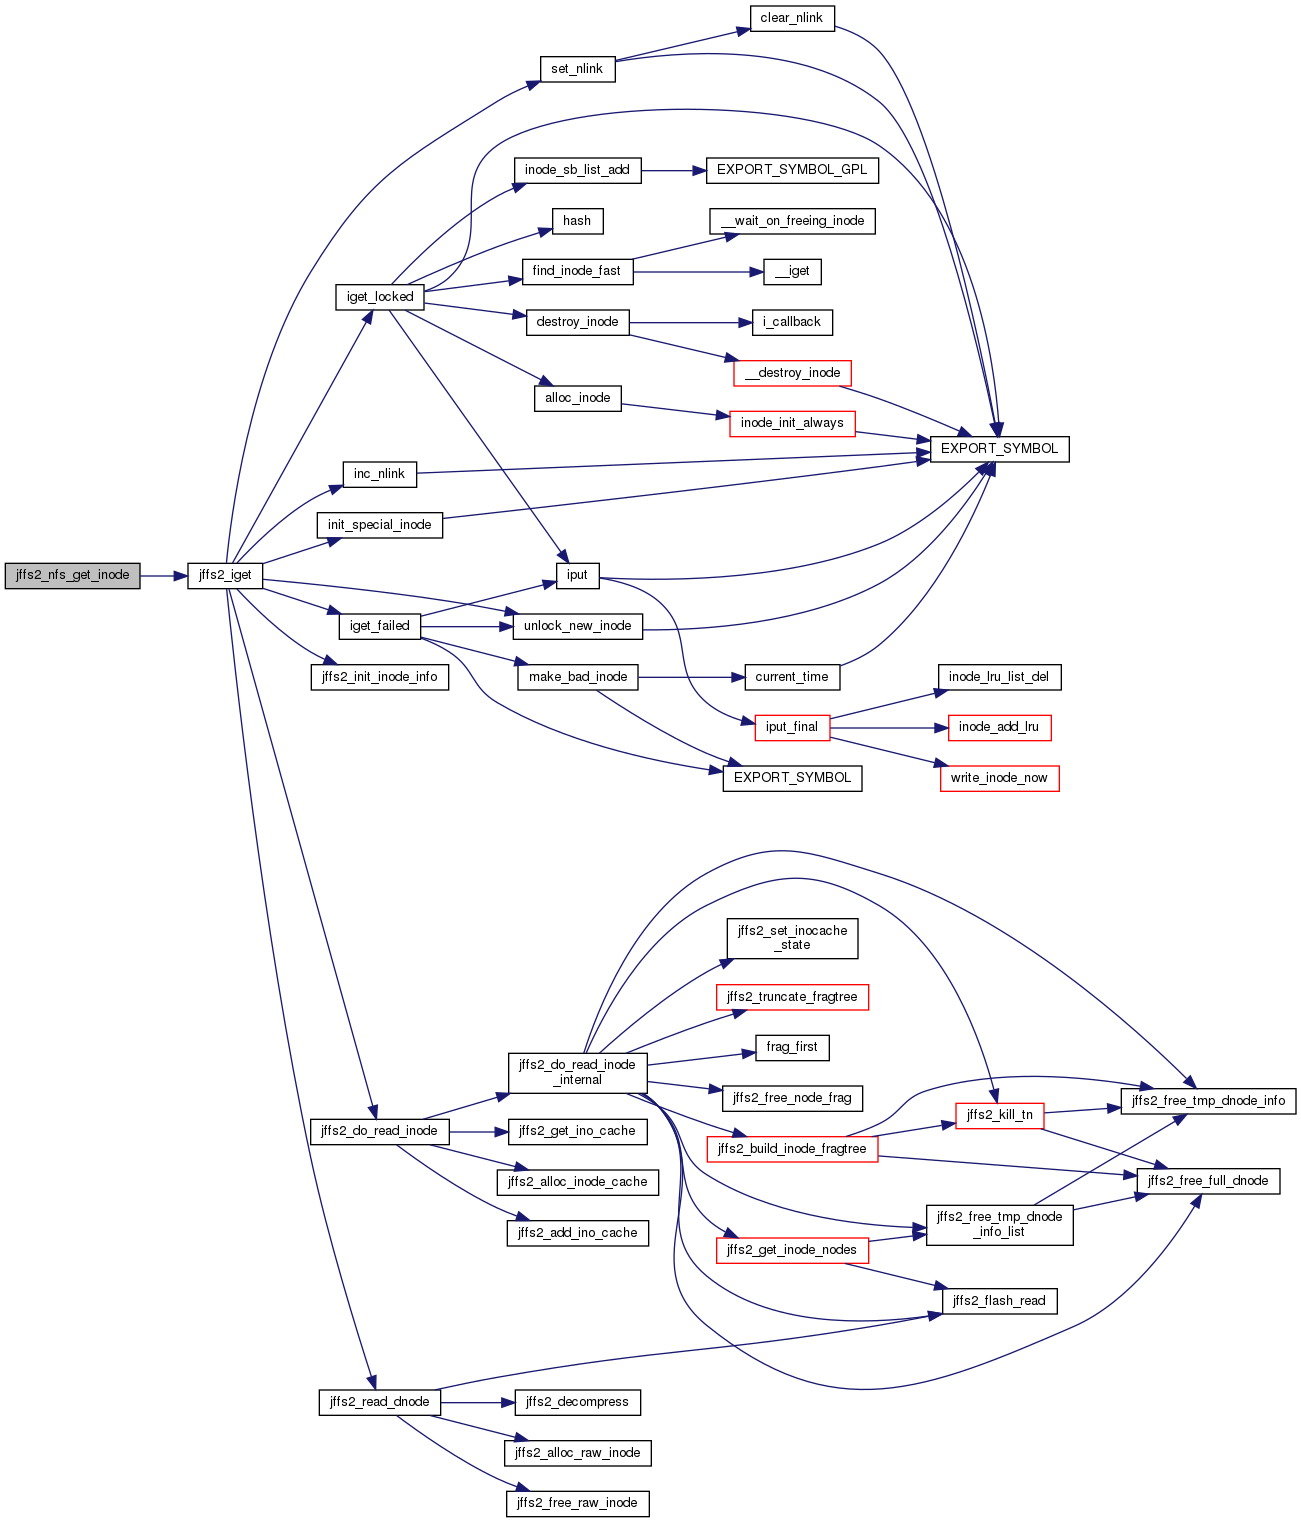 clear_nlink
set_nlink
inode_sb_list_add
EXPORT_SYMBOL_GPL
hash
__wait_on_freeing_inode
find_inode_fast
__iget
iget_locked
destroy_inode
i_callback
__destroy_inode
alloc_inode
inode_init_always
EXPORT_SYMBOL
inc_nlink
init_special_inode
jffs2_nfs_get_inode
jffs2_iget
iput
iget_failed
unlock_new_inode
jffs2_init_inode_info
make_bad_inode
current_time
inode_lru_list_del
iput_final
inode_add_lru
EXPORT_SYMBOL
write_inode_now
jffs2_set_inocache
_state
jffs2_truncate_fragtree
frag_first
jffs2_do_read_inode
_internal
jffs2_free_node_frag
jffs2_free_tmp_dnode_info
jffs2_kill_tn
jffs2_do_read_inode
jffs2_get_ino_cache
jffs2_build_inode_fragtree
jffs2_alloc_inode_cache
jffs2_free_full_dnode
jffs2_add_ino_cache
jffs2_free_tmp_dnode
_info_list
jffs2_get_inode_nodes
jffs2_flash_read
jffs2_read_dnode
jffs2_decompress
jffs2_alloc_raw_inode
jffs2_free_raw_inode